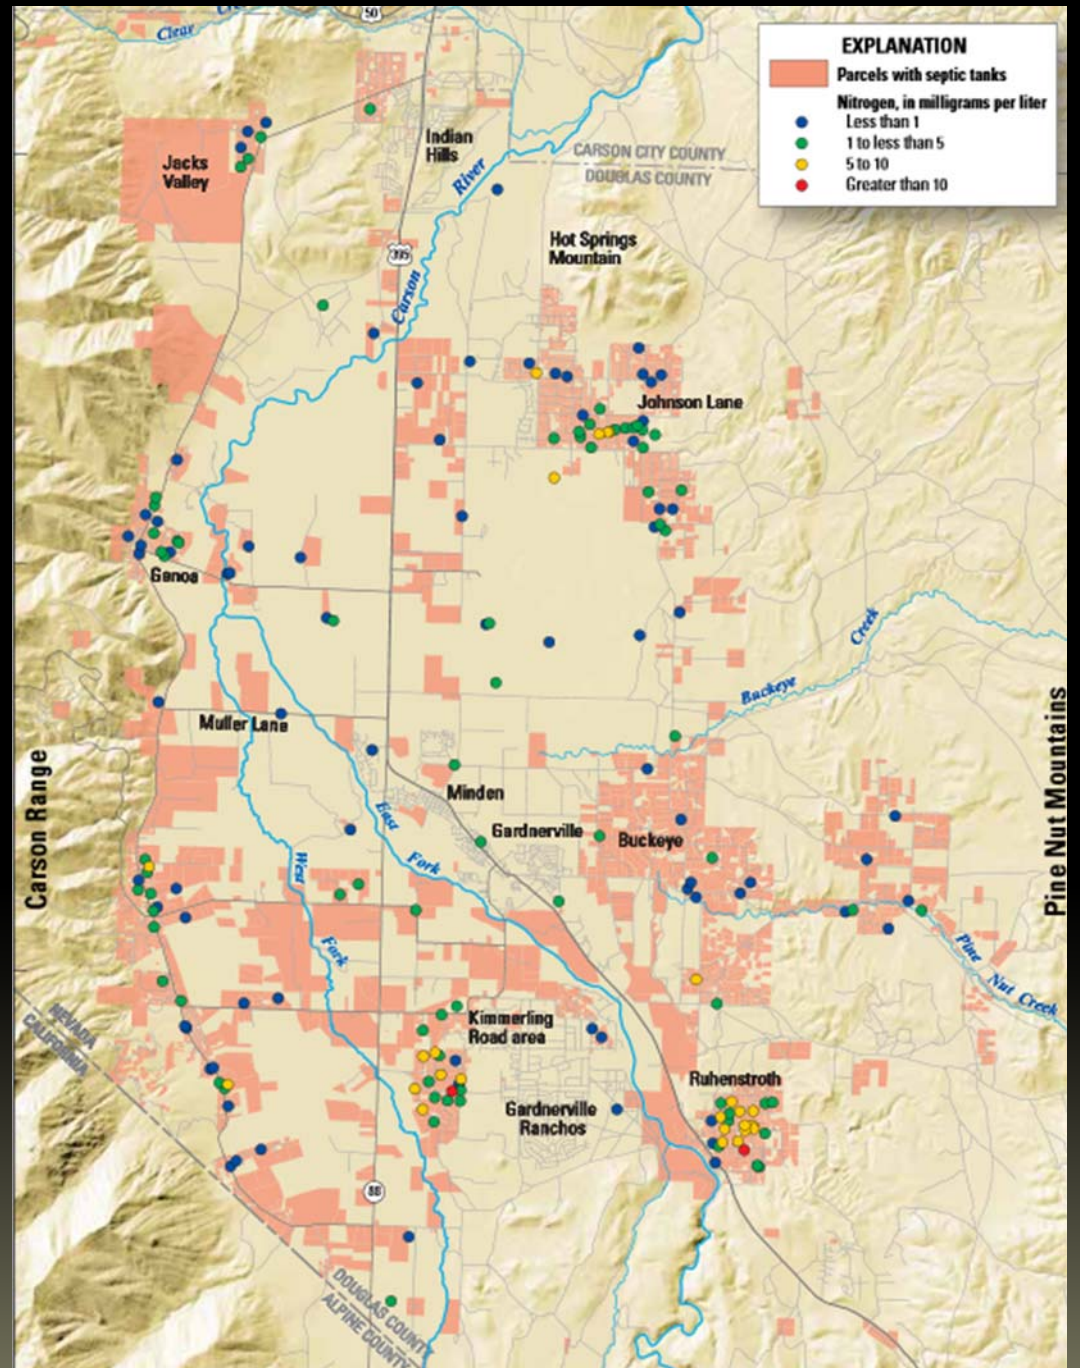 50
Clear
EXPLANATION
Parcels with septic tanks
Nitrogen, in milligrams per liter
Less than 1
1 to less than 5
5 to 10
Greater than 10
Indian
Hills
Jacks
Valley
River
CARSON CITY COUNTY
DOUGLAS COUNTY
Hot Springs
Mountain
395
Carson
Johnson Lane
Genoa
Creek
Buckeye
Muller Lane
Carson Range
Pine Nut Mountains
Minden
East
Gardnerville
Buckeye
Fork
West
Fork
Pine
Nut Creek
NEVADA
CALIFORNIA
Kimmerling
Road area
Ruhenstroth
Gardnerville
Ranchos
88
DOUGLAS COUNTY
ALPINE COUNTY